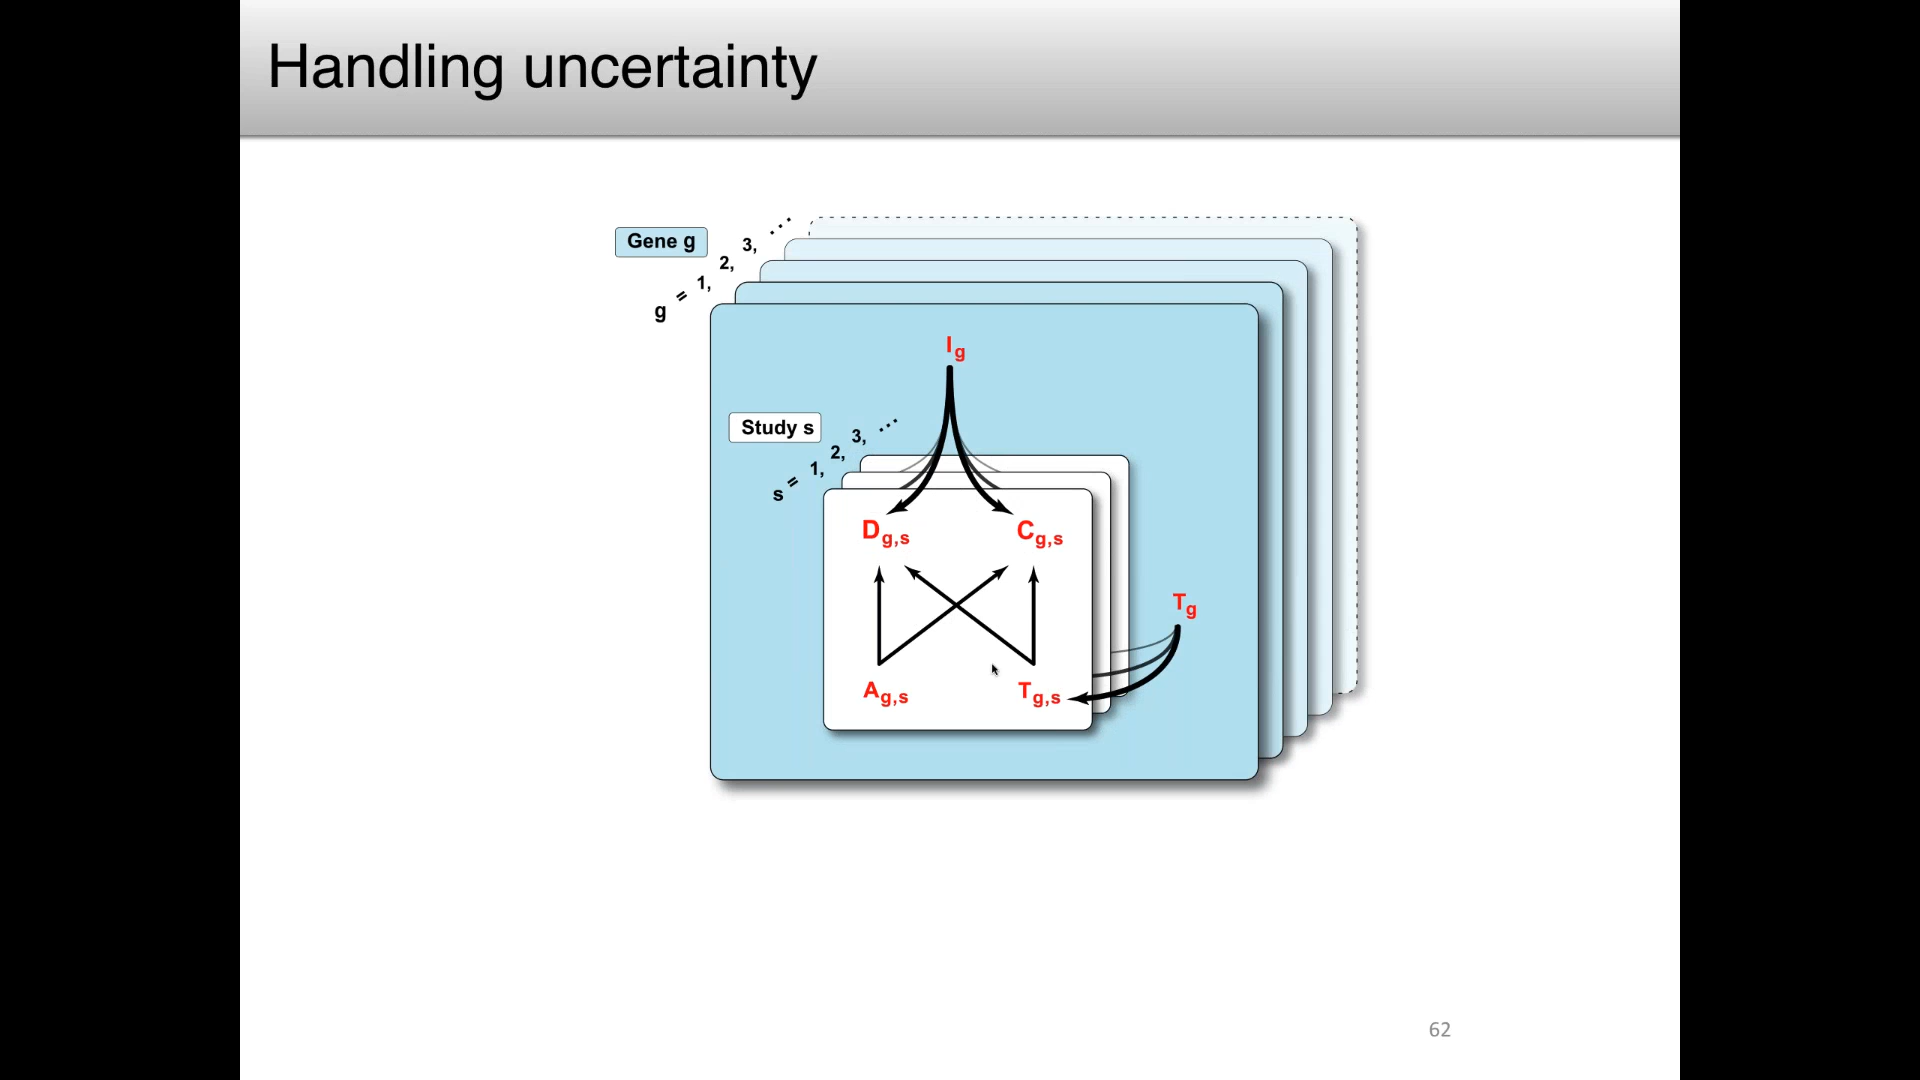 Handling uncertainty
Gene g
g = 1, 2, 3, ...
I g
Study s
s = 1, 2, 3, ...
D g,s
C g,s
T g
A g,s
T g,s
62